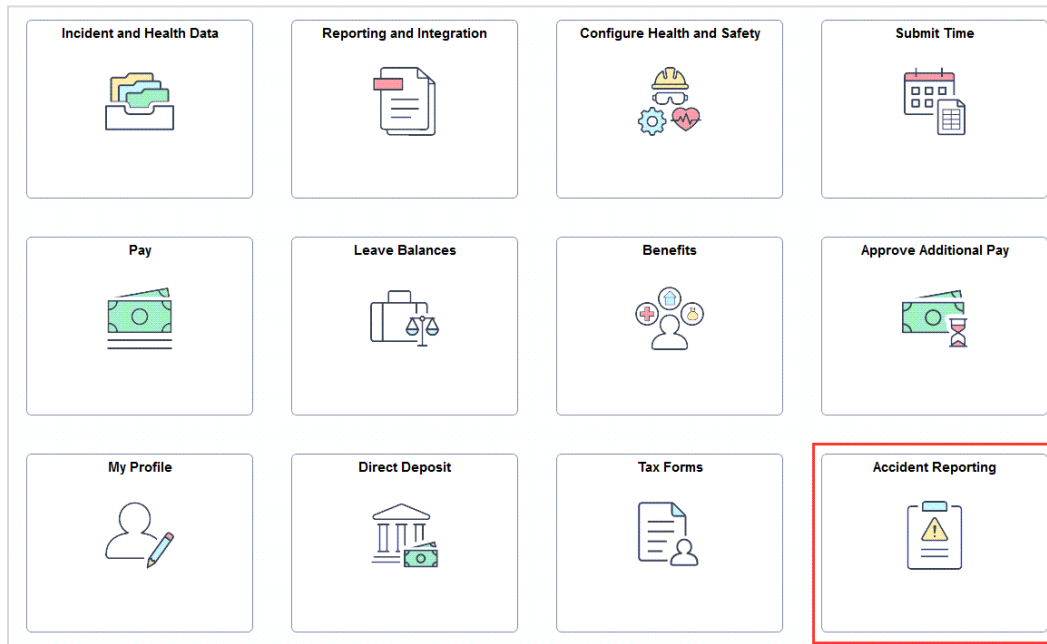 Incident and Health Data
Reporting and Integration
Configure Health and Safety
Submit Time
Pay
Leave Balances
Benefits
Approve Additional Pay
My Profile
Direct Deposit
Tax Forms
Accident Reporting